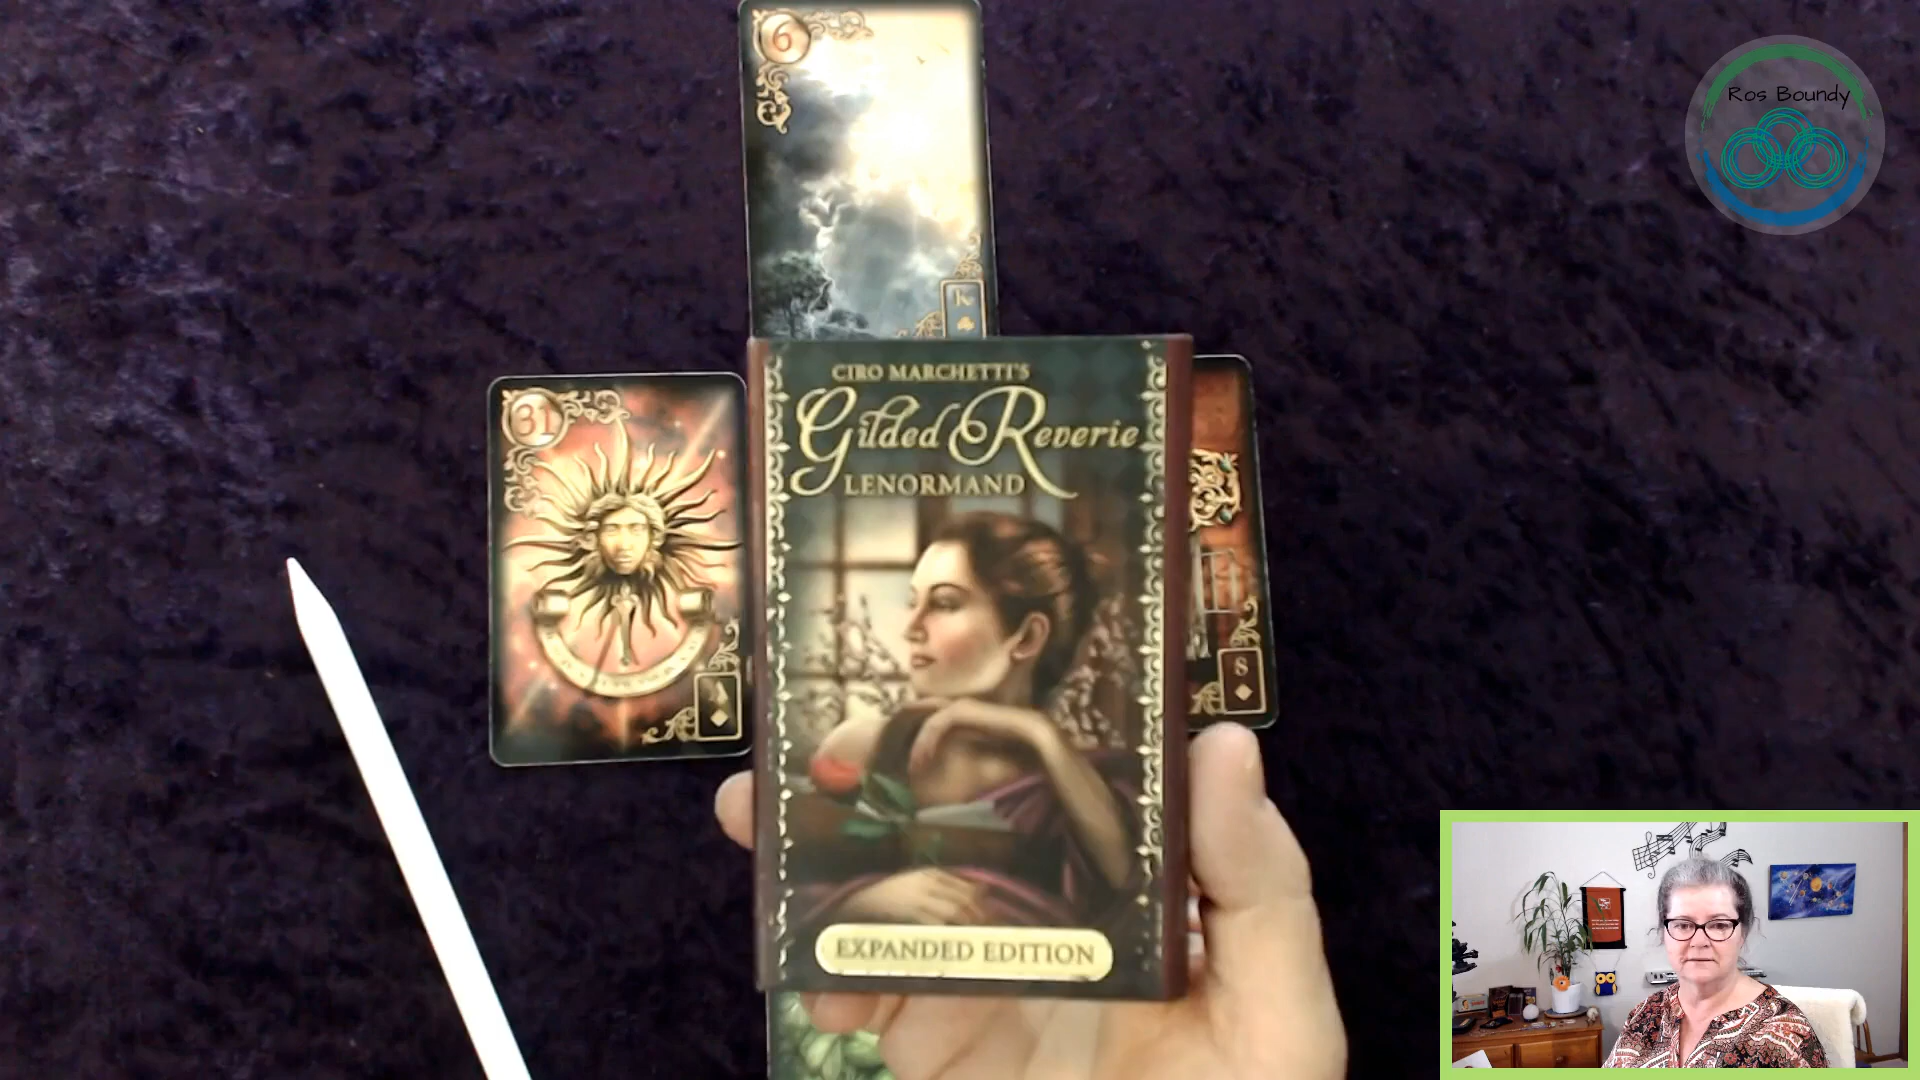 6
K
Ros Boundy
CIRO MARCHETTI'S
Gilded Reverie
LENORMAND
31
A
8
EXPANDED EDITION